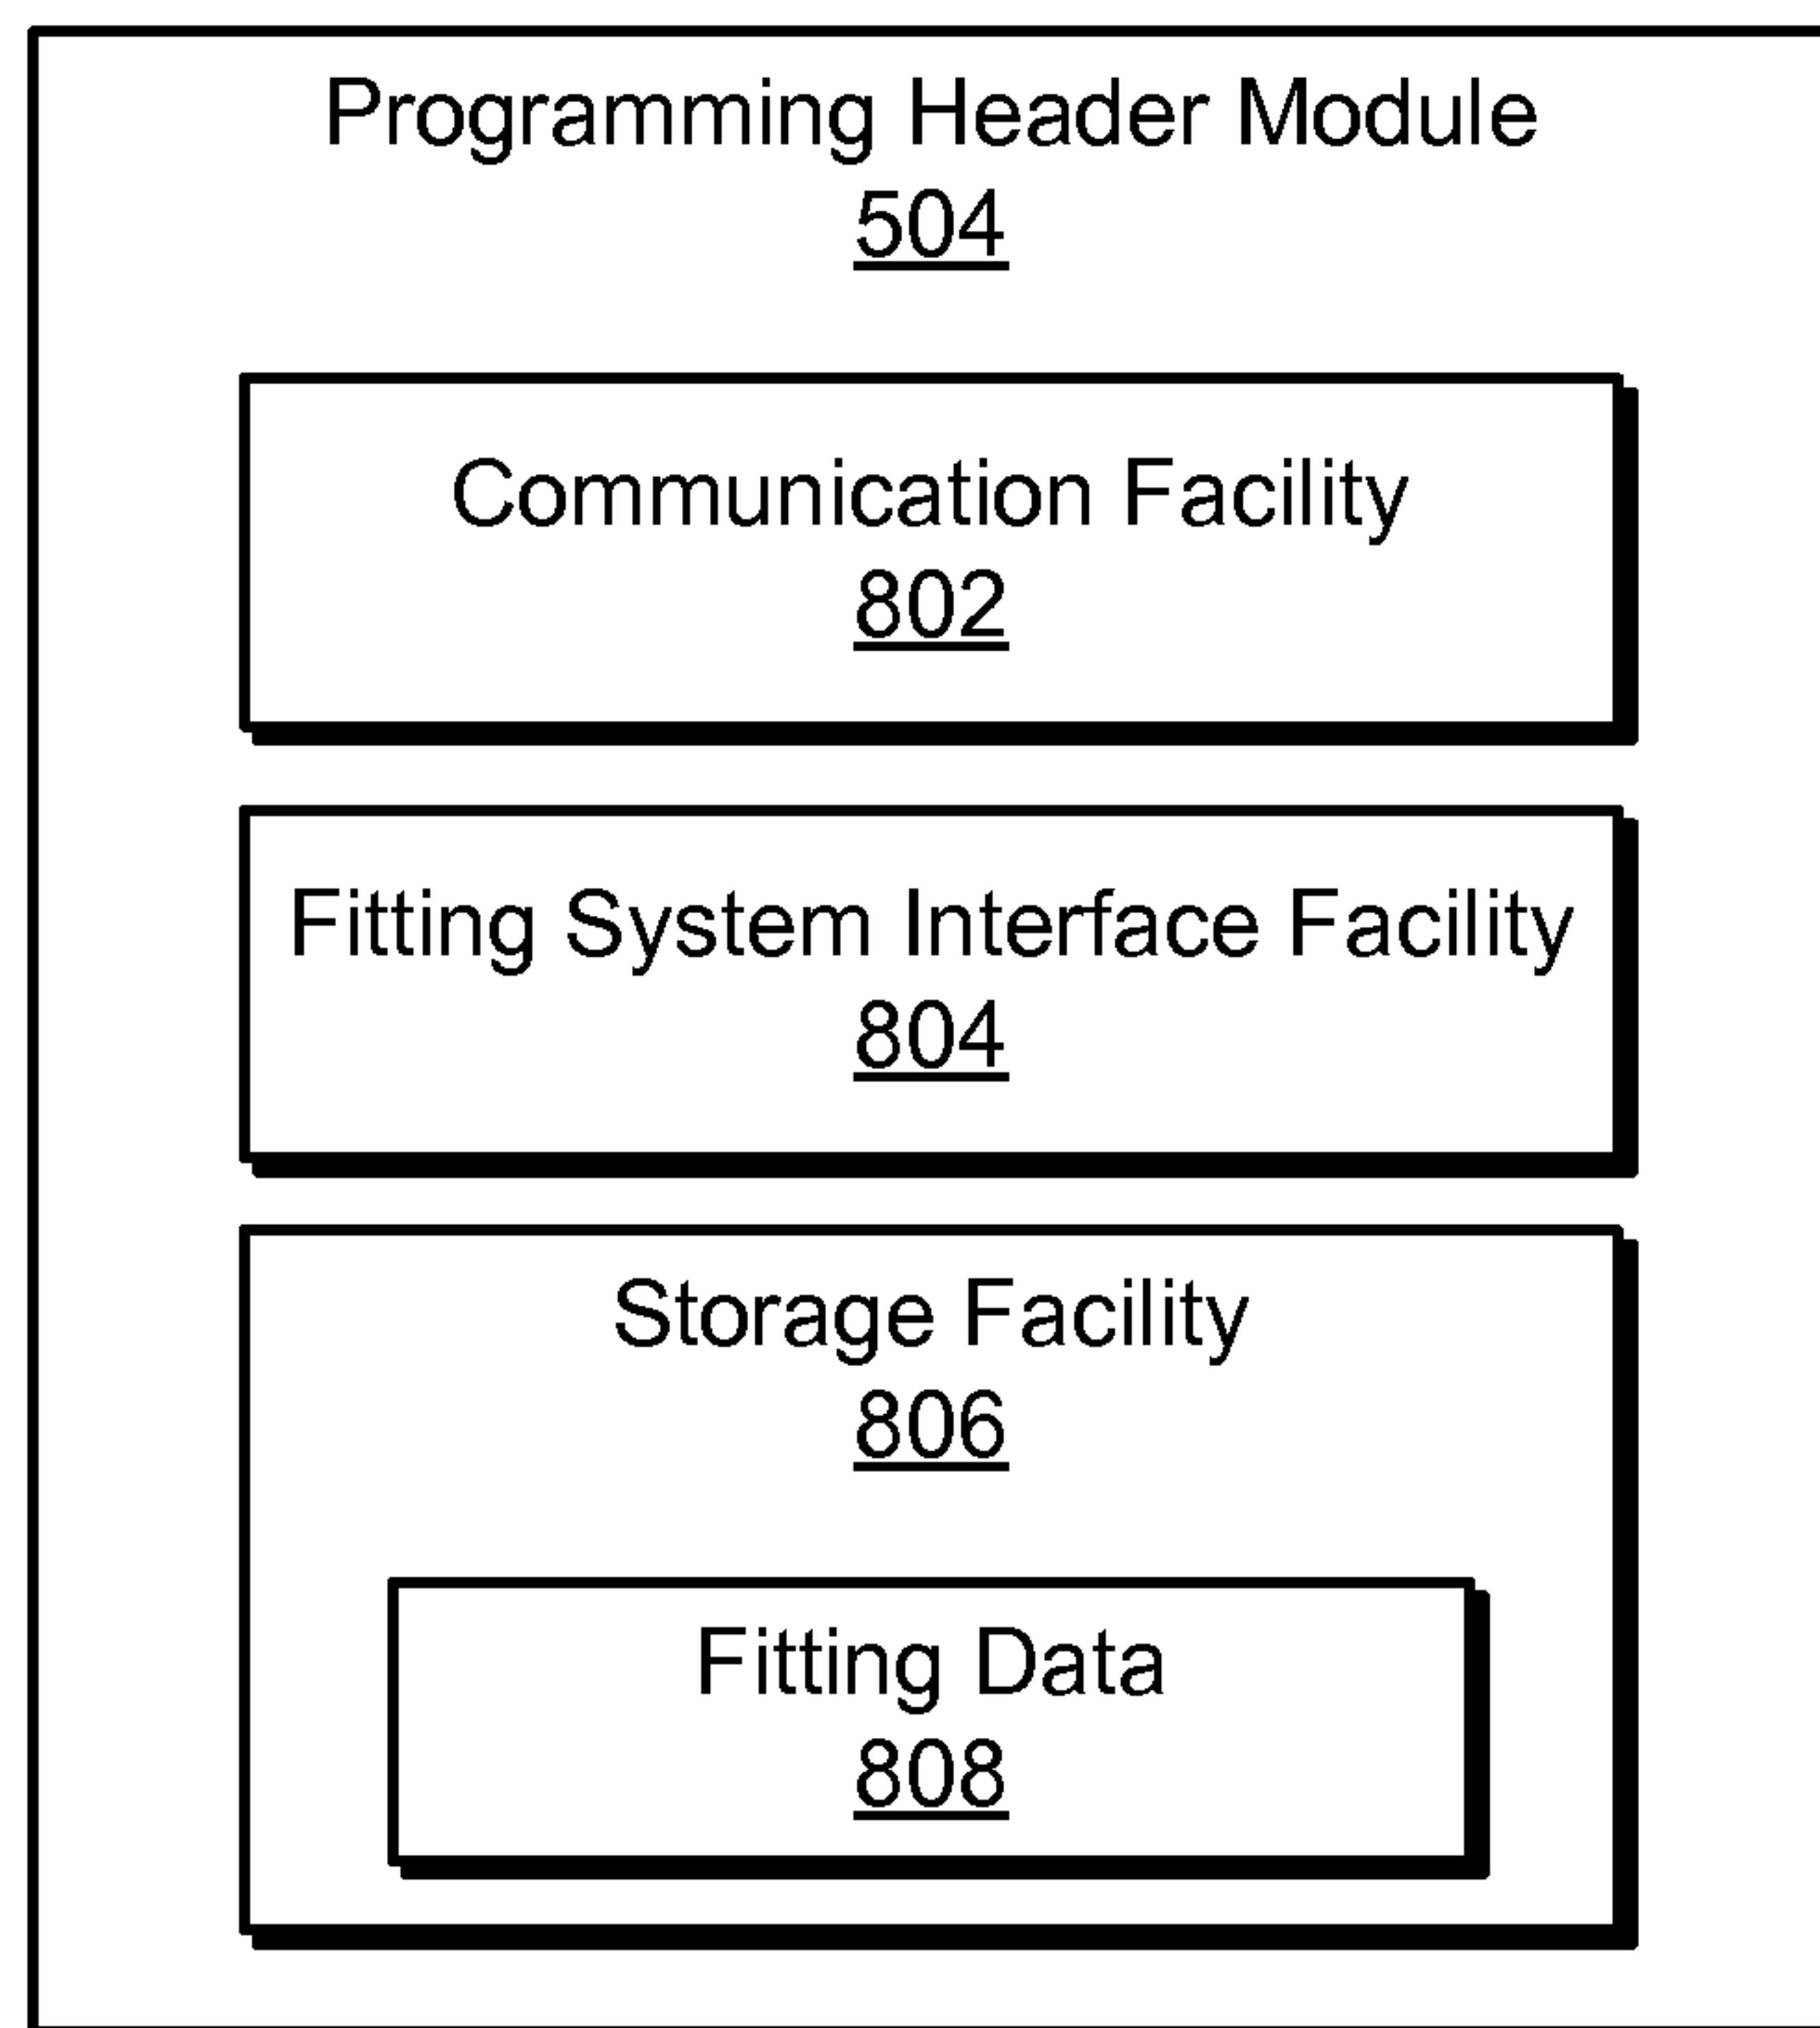 Programming Header Module
504
Communication Facility
802
Fitting System Interface Facility
804
Storage Facility
806
Fitting Data
808